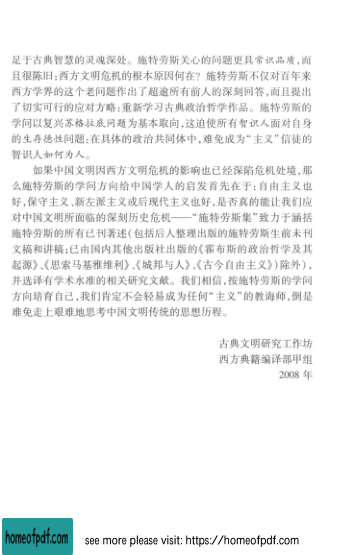 足于古典智慧的灵魂深处。施特劳斯关心的问题更具常识品质,而
且很陈旧:西方文明危机的根本原因何在?施特劳斯不仅对百年来
西方学界的这个老问题作出了超逾所有前人的深刻回答,而且提出
了切实可行的应对方略:重新学习古典政治哲学作品。施特劳斯的
学问以复兴苏格拉底问题为基本取向,这迫使所有智识人面对自身
的生存德性问题:在具体的政治共同体中,难免成为“主义”信徒的
智识人如何为人。
如果中国文明因西方文明危机的影响也已经深陷危机处境,那
么施特劳斯的学问方向给中国学人的启发首先在于:自由主义也
好,保守主义、新左派主义或后现代主义也好,是否真的能让我们应
对中国文明所面临的深刻历史危机——“施特劳斯集”致力于涵括
施特劳斯的所有已刊著述(包括后人整理出版的施特劳斯生前未刊
文稿和讲稿;已由国内其他出版社出版的《霍布斯的政治哲学及其
起源》、《思索马基雅维利》、《城邦与人》、《古今自由主义》)除外),
并选译有学术水准的相关研究文献。我们相信,按施特劳斯的学问
方向培育自己,我们肯定不会轻易成为任何“主义”的教诲师,倒是
难免走上艰难地思考中国文明传统的思想历程。
古典文明研究工作坊
西方典籍编译部甲组
2008 年
homeofpdf.com
see more please visit: https://homeofpdf.com